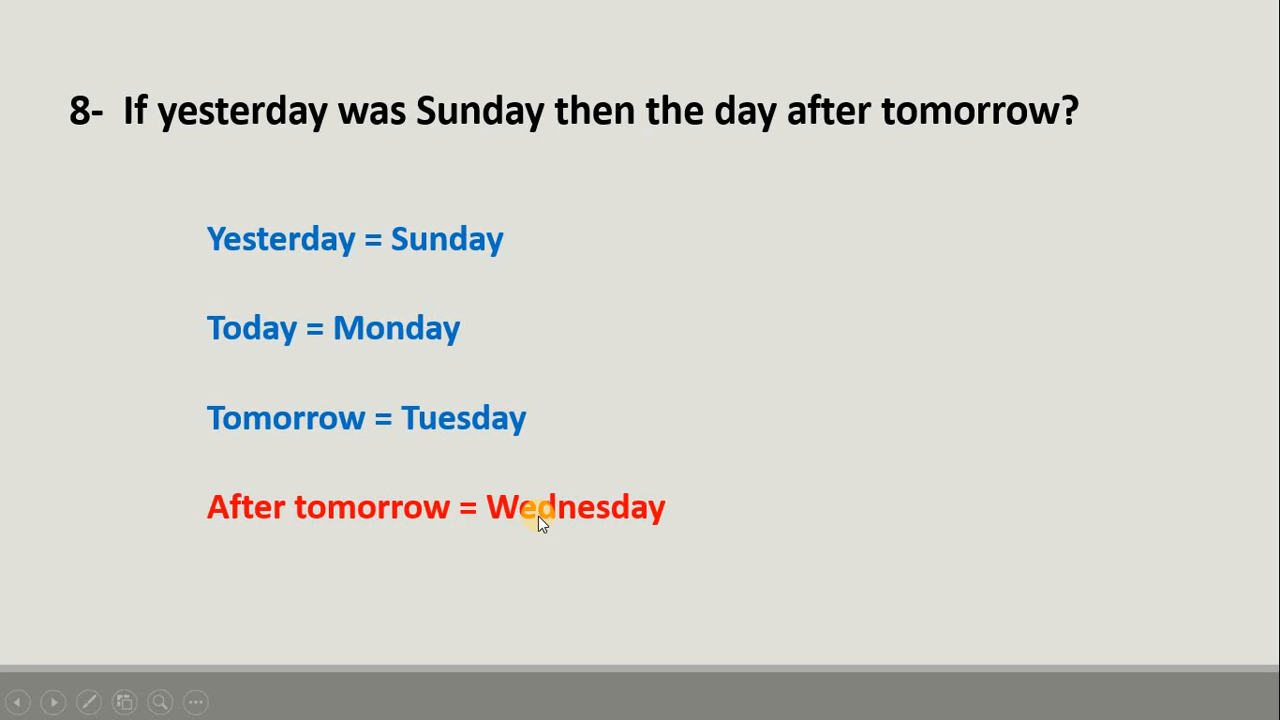 8- If yesterday was Sunday then the day after tomorrow?
Yesterday = Sunday
Today = Monday
Tomorrow = Tuesday
After tomorrow = Wednesday